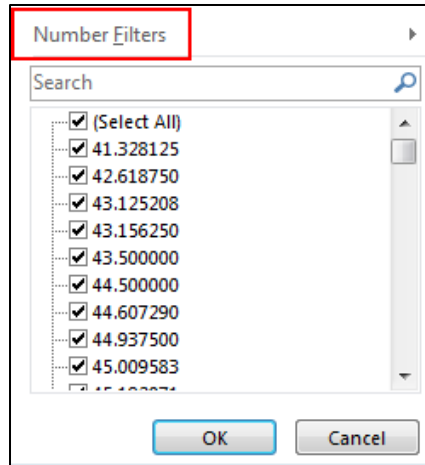 Number Filters
Search
(Select All)
41.328125
42.618750
43.125208
43.156250
43.500000
44.500000
44.607290
44.937500
45.009583
OK
Cancel